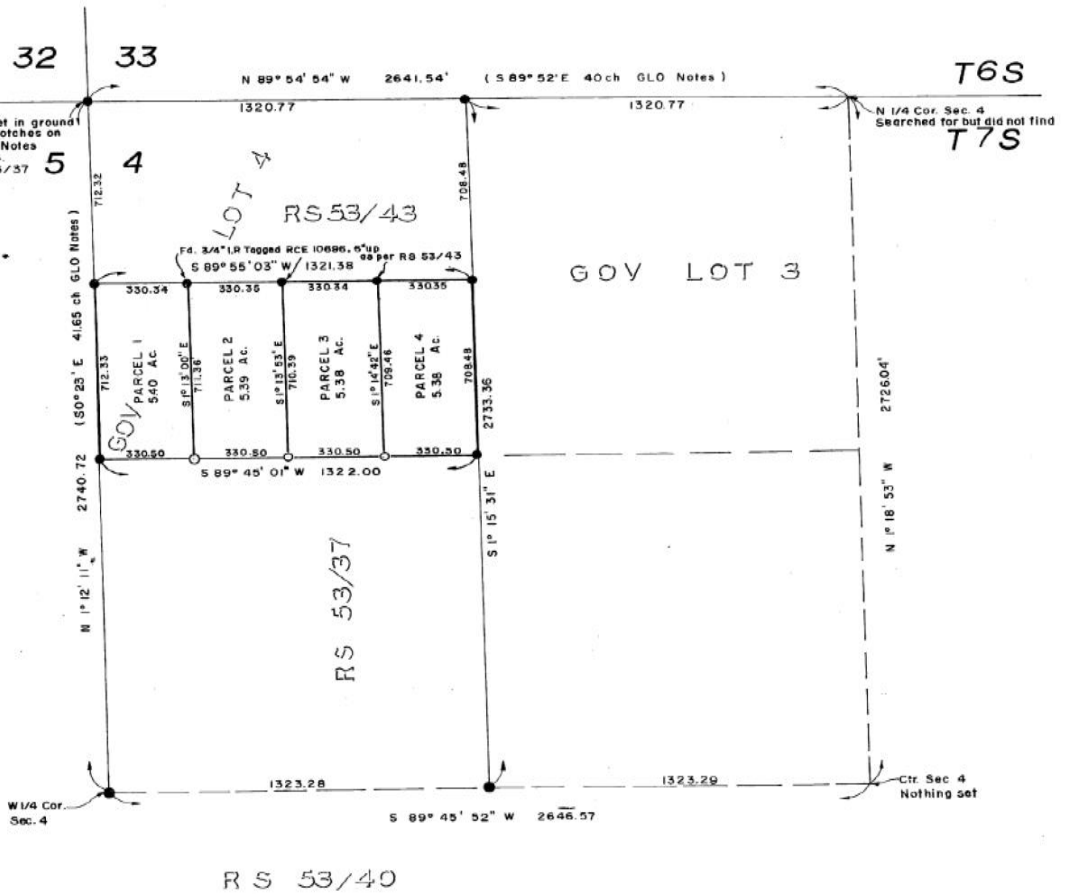 32 33
N 89° 54' 54" W 2641.54' ( S 89° 52' E 40 ch GLO Notes )
T6S
1320.77
1320.77
N 1/4 Cor. Sec. 4
Searched for but did not find
T7S
et in ground
otches on
Notes
/37
5 4
712.32
708.48
LOT 4
RS 53/43
Fd. 3/4" I.P. Tagged RCE 10686, 5" up
as per RS 53/43
S 89° 55' 03" W 1321.38
GOV LOT 3
330.34 330.35 330.34 330.35
(S0° 23' E 41.65 ch GLO Notes)
712.33
PARCEL 1
5.40 Ac.
S 1° 13' 00" E
711.36
PARCEL 2
5.39 Ac.
S 1° 13' 53" E
710.39
PARCEL 3
5.38 Ac.
S 1° 14' 42" E
709.46
PARCEL 4
5.38 Ac.
708.48
2733.36
2726.04'
GOV
330.50 330.50 330.50 330.50
S 89° 45' 01" W 1322.00
N 1° 12' 11" W 2740.72
S 1° 15' 31" E
N 1° 18' 53" W
RS 53/37
1323.28
1323.29
Ctr. Sec 4
Nothing set
W 1/4 Cor.
Sec. 4
S 89° 45' 52" W 2646.57
RS 53/40